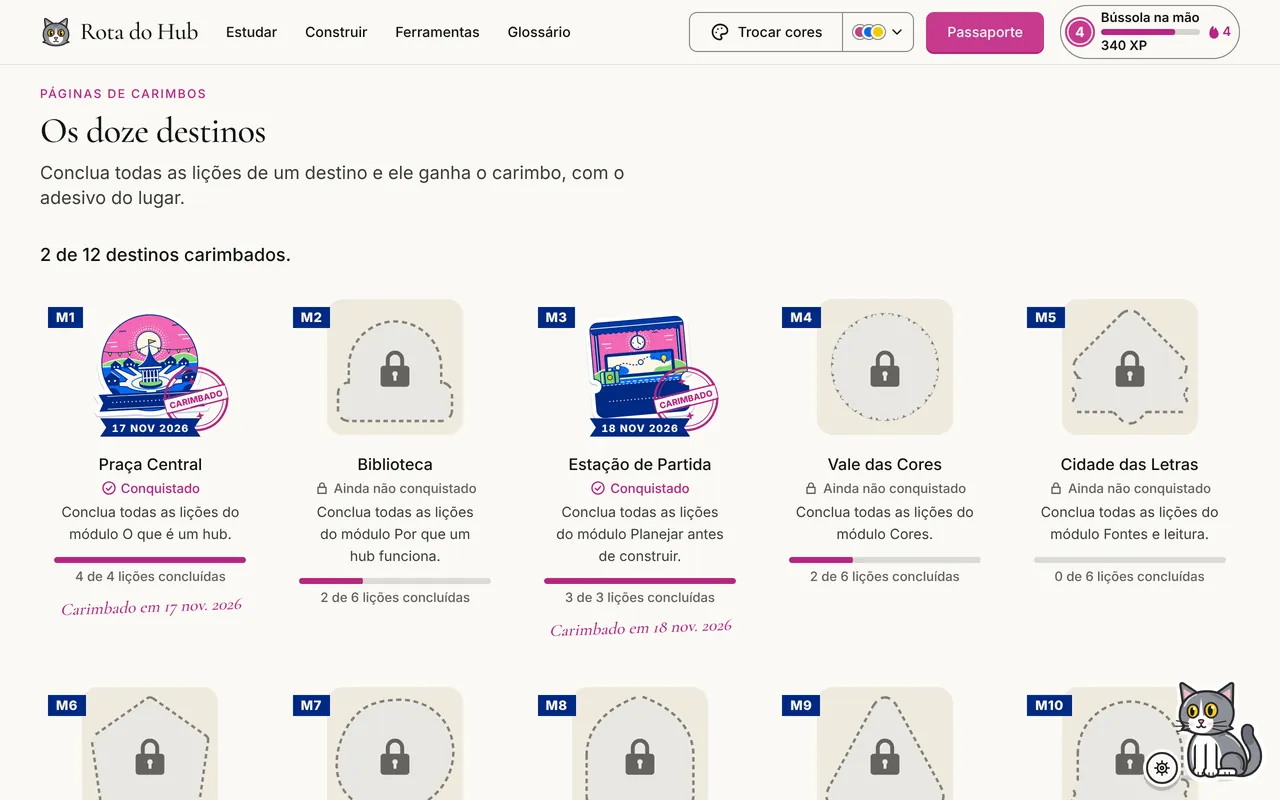 Rota do Hub
Estudar
Construir
Ferramentas
Glossário
Trocar cores
Passaporte
4
Bússola na mão
340 XP
4
PÁGINAS DE CARIMBOS
Os doze destinos
Conclua todas as lições de um destino e ele ganha o carimbo, com o
adesivo do lugar.
2 de 12 destinos carimbados.
M1
CARIMBADO
17 NOV 2026
Praça Central
Conquistado
Conclua todas as lições do
módulo O que é um hub.
4 de 4 lições concluídas
Carimbado em 17 nov. 2026
M2
Biblioteca
Ainda não conquistado
Conclua todas as lições
do módulo Por que um
hub funciona.
2 de 6 lições concluídas
M3
CARIMBADO
18 NOV 2026
Estação de Partida
Conquistado
Conclua todas as lições
do módulo Planejar antes
de construir.
3 de 3 lições concluídas
Carimbado em 18 nov. 2026
M4
Vale das Cores
Ainda não conquistado
Conclua todas as lições do
módulo Cores.
2 de 6 lições concluídas
M5
Cidade das Letras
Ainda não conquistado
Conclua todas as lições do
módulo Fontes e leitura.
0 de 6 lições concluídas
M6
M7
M8
M9
M10